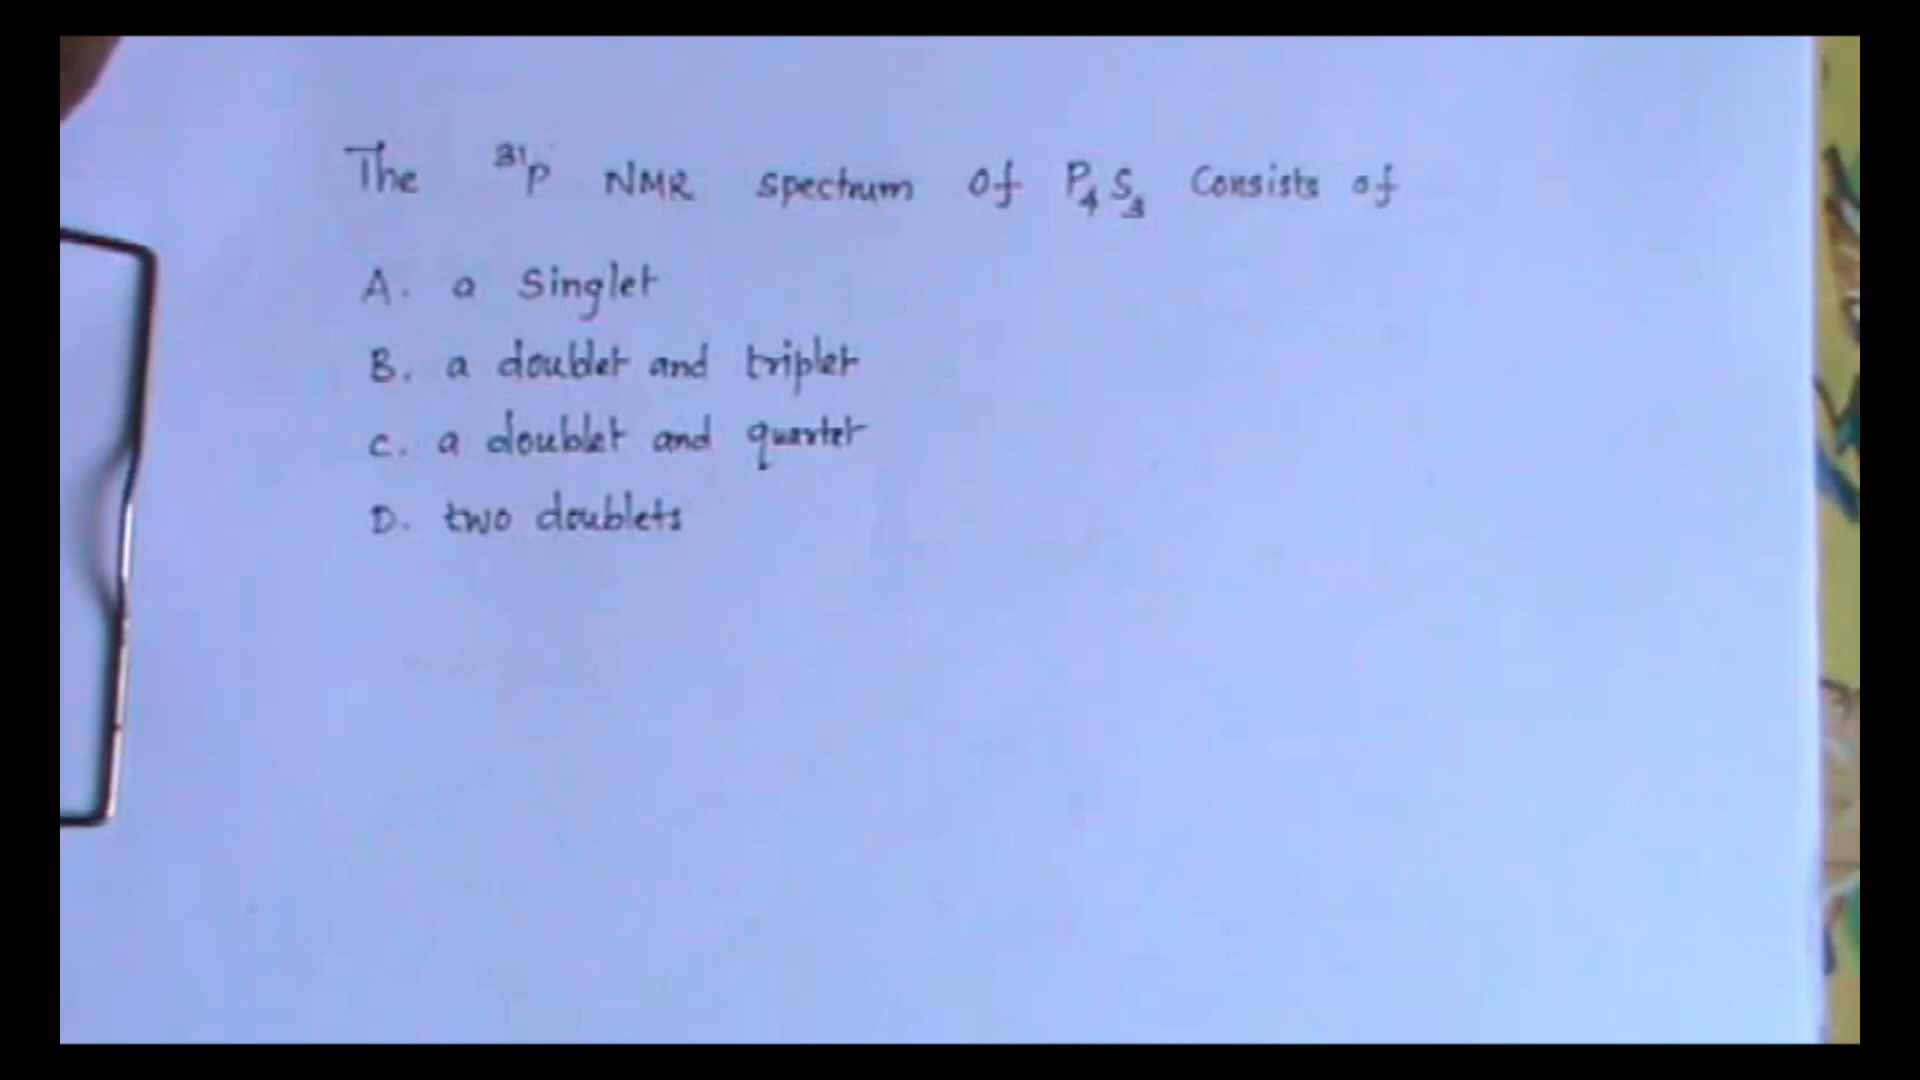 The ³¹P NMR spectrum of P₄S₃ Consists of
A. a Singlet
B. a doublet and triplet
C. a doublet and quartet
D. two doublets